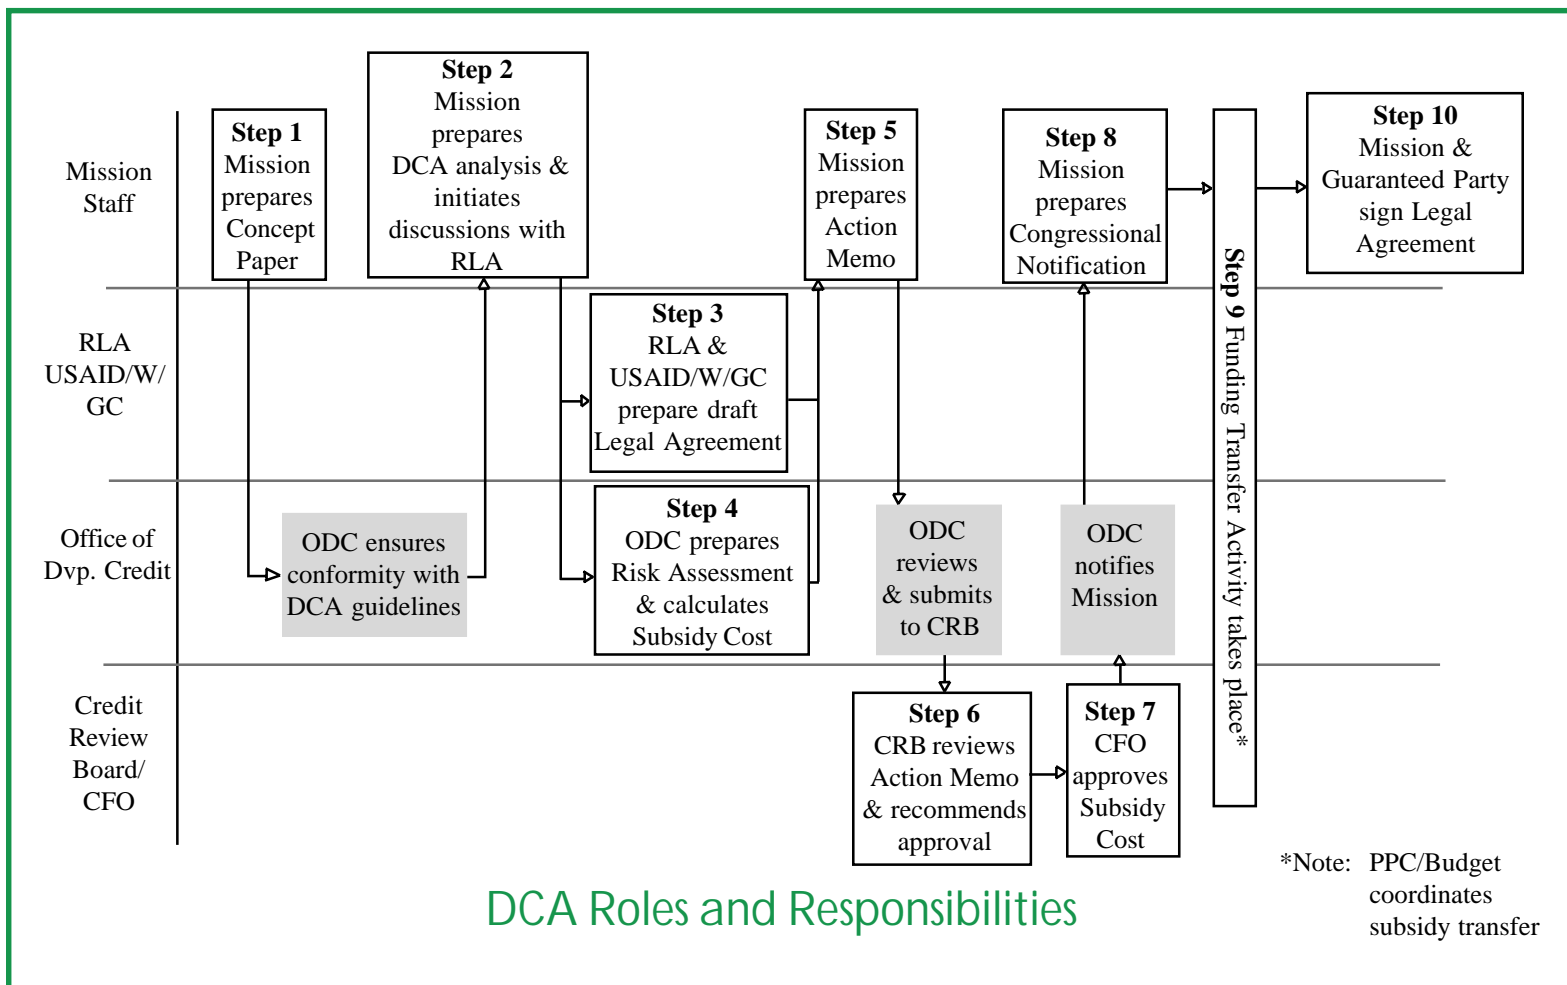 Mission
Staff
RLA
USAID/W/
GC
Office of
Dvp. Credit
Credit
Review
Board/
CFO
Step 1
Mission
prepares
Concept
Paper
Step 2
Mission
prepares
DCA analysis &
initiates
discussions with
RLA
Step 3
RLA &
USAID/W/GC
prepare draft
Legal Agreement
Step 4
ODC prepares
Risk Assessment
& calculates
Subsidy Cost
ODC ensures
conformity with
DCA guidelines
Step 5
Mission
prepares
Action
Memo
ODC
reviews
& submits
to CRB
Step 6
CRB reviews
Action Memo
& recommends
approval
Step 7
CFO
approves
Subsidy
Cost
ODC
notifies
Mission
Step 8
Mission
prepares
Congressional
Notification
Step 9 Funding Transfer Activity takes place*
Step 10
Mission &
Guaranteed Party
sign Legal
Agreement
*Note: PPC/Budget
coordinates
subsidy transfer
DCA Roles and Responsibilities